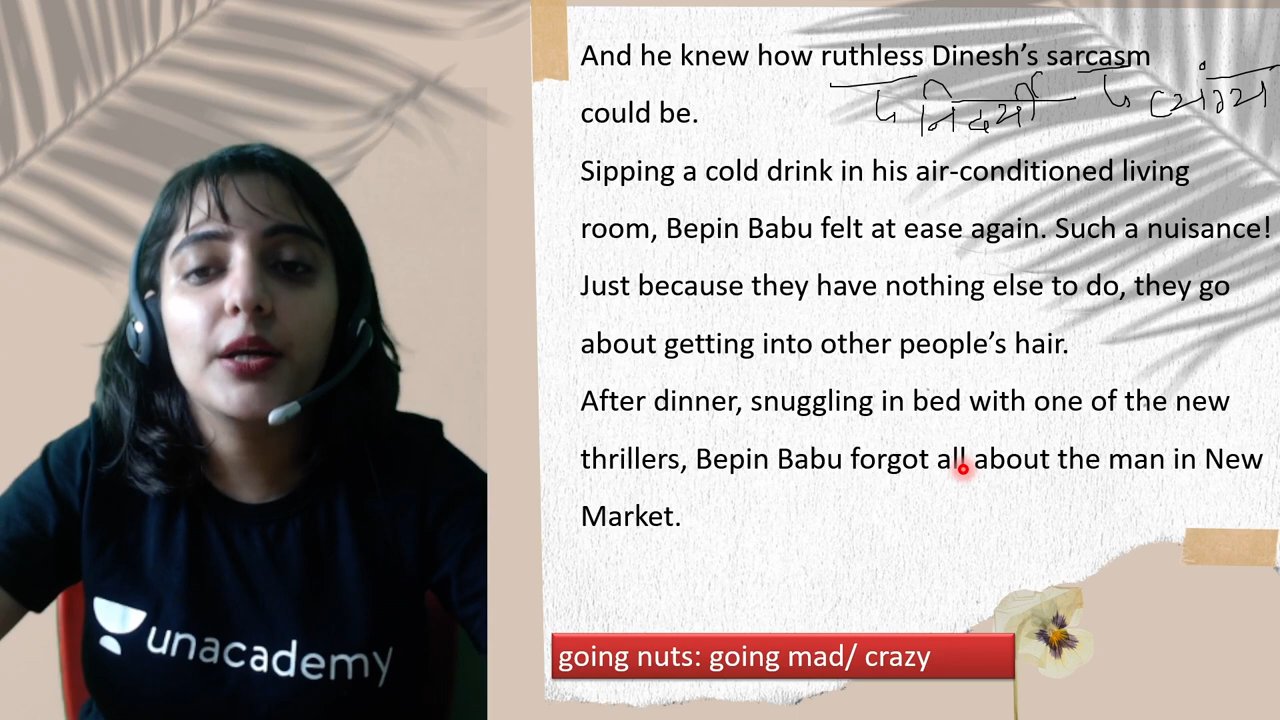 And he knew how ruthless Dinesh's sarcasm
निर्दयी व्यंग्य
could be.
Sipping a cold drink in his air-conditioned living
room, Bepin Babu felt at ease again. Such a nuisance!
Just because they have nothing else to do, they go
about getting into other people's hair.
After dinner, snuggling in bed with one of the new
thrillers, Bepin Babu forgot all about the man in New
Market.
unacademy
going nuts: going mad/ crazy